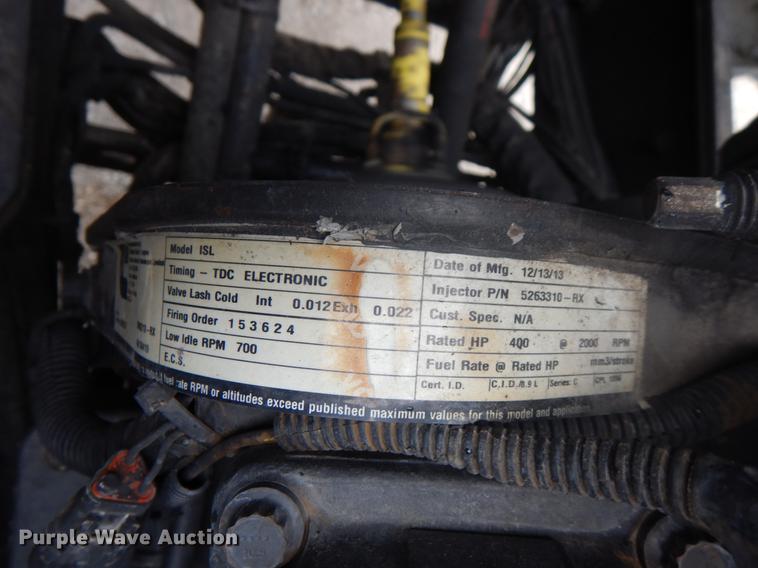 Model ISL
Timing - TDC ELECTRONIC
Valve Lash Cold Int 0.012 Exh 0.022
Firing Order 153624
Low Idle RPM 700
E.C.S.
Date of Mfg. 12/13/13
Injector P/N 5263310-RX
Cust. Spec. N/A
Rated HP 400 @ 2000 RPM
Fuel Rate @ Rated HP mm3/stroke
Cert. I.D. C.I.D./8.9 L Series: C CPL
fuel rate RPM or altitudes exceed published maximum values for this model and
Purple Wave Auction